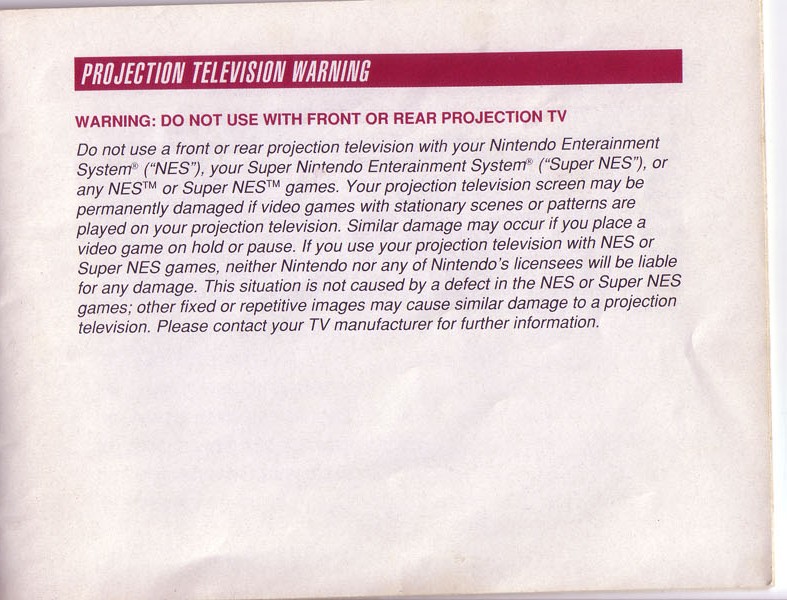 PROJECTION TELEVISION WARNING
WARNING: DO NOT USE WITH FRONT OR REAR PROJECTION TV
Do not use a front or rear projection television with your Nintendo Enterainment
System® ("NES"), your Super Nintendo Enterainment System® ("Super NES"), or
any NES™ or Super NES™ games. Your projection television screen may be
permanently damaged if video games with stationary scenes or patterns are
played on your projection television. Similar damage may occur if you place a
video game on hold or pause. If you use your projection television with NES or
Super NES games, neither Nintendo nor any of Nintendo's licensees will be liable
for any damage. This situation is not caused by a defect in the NES or Super NES
games; other fixed or repetitive images may cause similar damage to a projection
television. Please contact your TV manufacturer for further information.